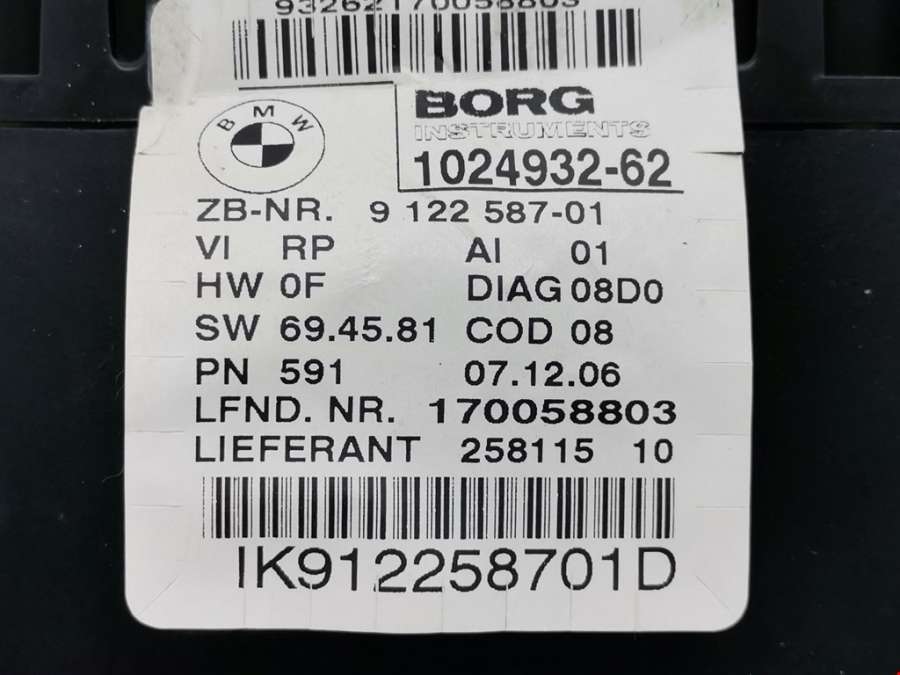 93262170058803
BMW
BORG
INSTRUMENTS
1024932-62
ZB-NR. 9 122 587-01
VI RP AI 01
HW 0F DIAG 08D0
SW 69.45.81 COD 08
PN 591 07.12.06
LFND. NR. 170058803
LIEFERANT 258115 10
IK912258701D